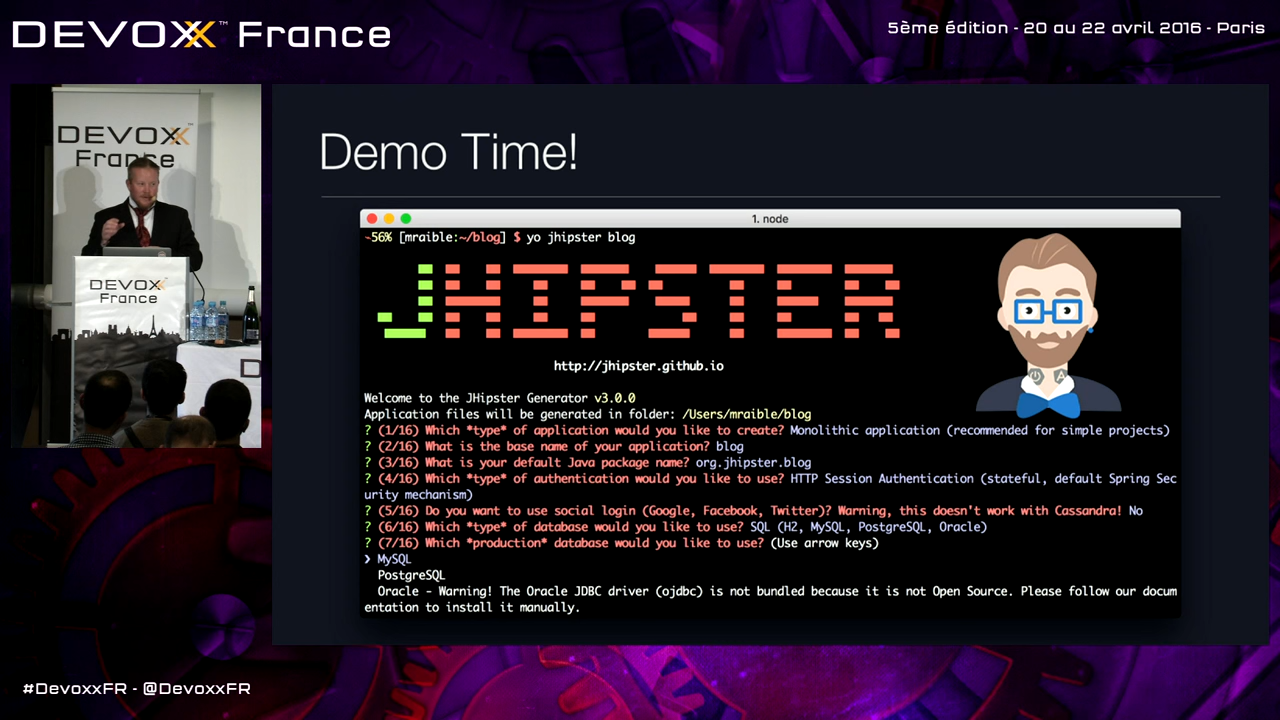 DEVOXX™ France
5ème édition - 20 au 22 avril 2016 - Paris
DEVOXX™
France
DEVOXX
France
D
Demo Time!
1. node
~56% [mraible:~/blog] $ yo jhipster blog
JHIPSTER
http://jhipster.github.io
Welcome to the JHipster Generator v3.0.0
Application files will be generated in folder: /Users/mraible/blog
? (1/16) Which *type* of application would you like to create? Monolithic application (recommended for simple projects)
? (2/16) What is the base name of your application? blog
? (3/16) What is your default Java package name? org.jhipster.blog
? (4/16) Which *type* of authentication would you like to use? HTTP Session Authentication (stateful, default Spring Sec
urity mechanism)
? (5/16) Do you want to use social login (Google, Facebook, Twitter)? Warning, this doesn't work with Cassandra! No
? (6/16) Which *type* of database would you like to use? SQL (H2, MySQL, PostgreSQL, Oracle)
? (7/16) Which *production* database would you like to use? (Use arrow keys)
❯ MySQL
PostgreSQL
Oracle - Warning! The Oracle JDBC driver (ojdbc) is not bundled because it is not Open Source. Please follow our docum
entation to install it manually.
#DevoxxFR - @DevoxxFR